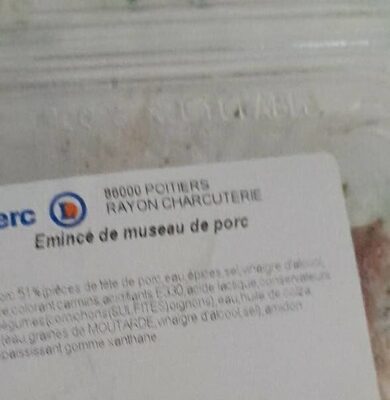 86000 POITIERS
erc L RAYON CHARCUTERIE
Emincé de museau de porc
51% (pièces de tête de porc, eau, épices, sel, vinaigre d'alcool,
colorant carmins, acidifiants E330, acide lactique, conservateurs
légumes (cornichons (SULFITES) oignons), eau, huile de colza,
(eau, graines de MOUTARDE, vinaigre d'alcool, sel), amidon
épaississant gomme xanthane